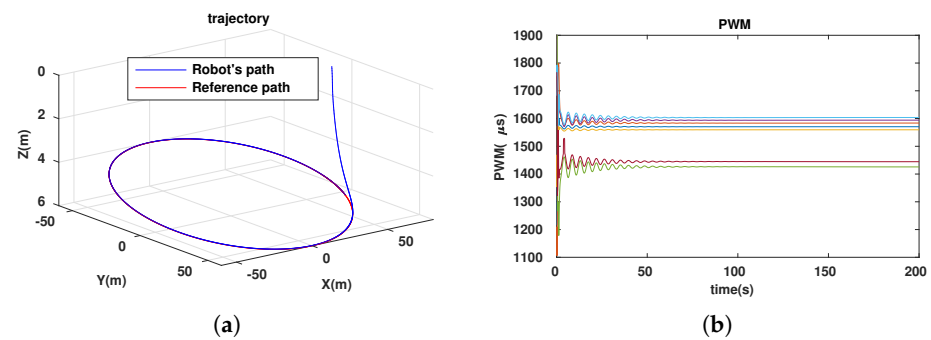 trajectory
Robot's path
Reference path
0
2
4
6
Z(m)
-50
0
50
Y(m)
-50
0
50
X(m)
(a)
PWM
1900
1800
1700
1600
1500
1400
1300
1200
1100
PWM( μs)
0
50
100
150
200
time(s)
(b)